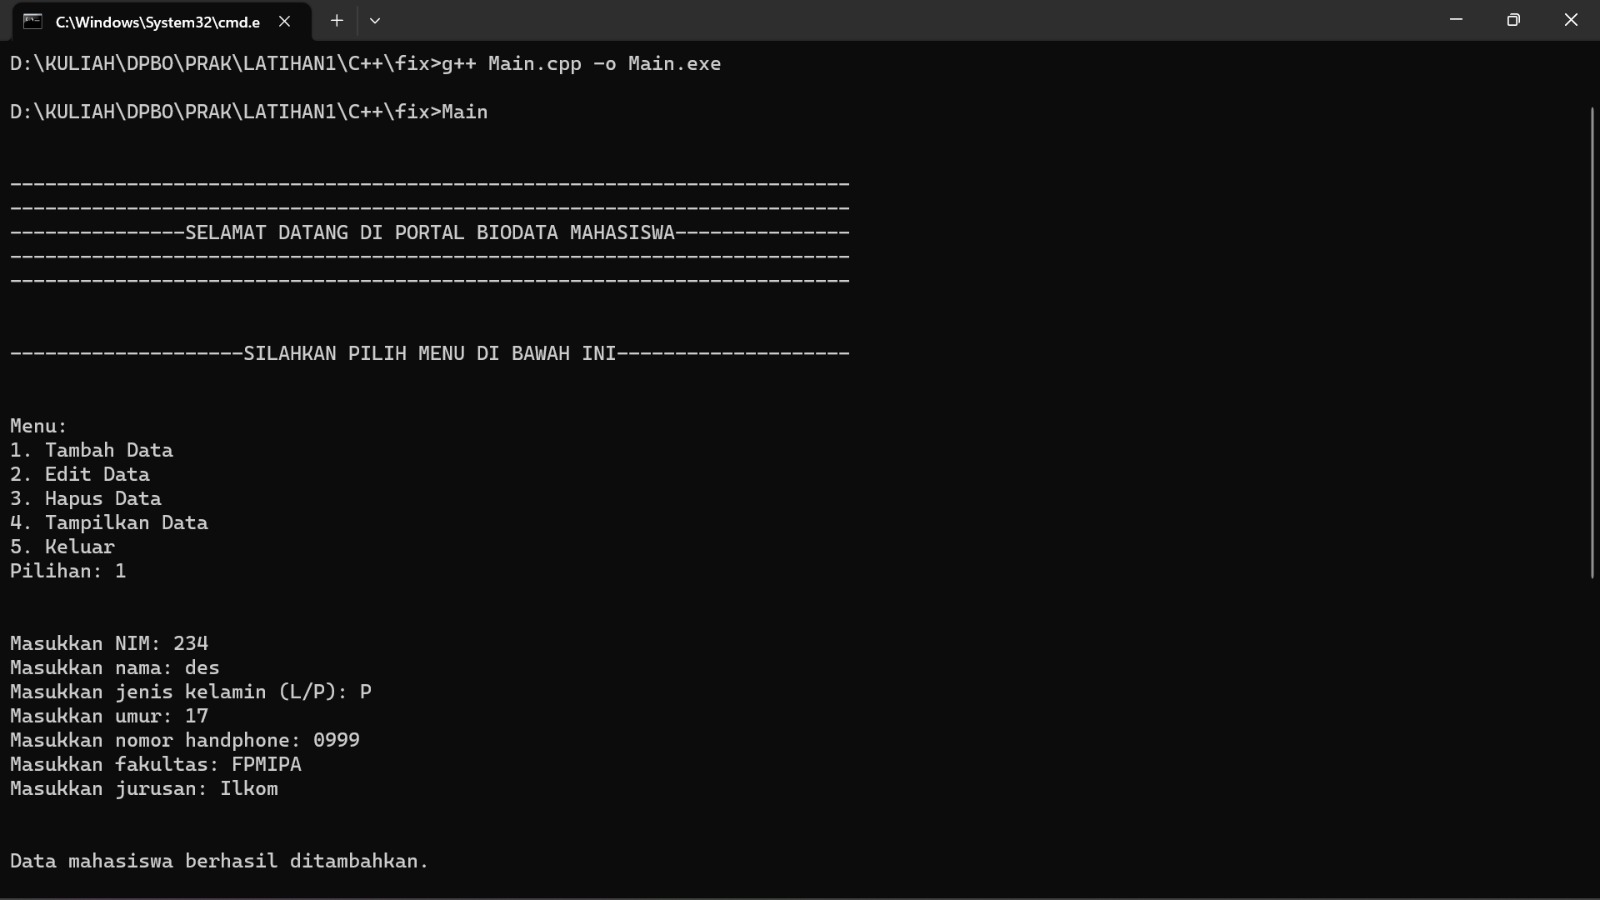 C:\Windows\System32\cmd.e
D:\KULIAH\DPBO\PRAK\LATIHAN1\C++\fix>g++ Main.cpp -o Main.exe
D:\KULIAH\DPBO\PRAK\LATIHAN1\C++\fix>Main
------------------------------------------------------------------------
------------------------------------------------------------------------
---------------SELAMAT DATANG DI PORTAL BIODATA MAHASISWA---------------
------------------------------------------------------------------------
------------------------------------------------------------------------
--------------------SILAHKAN PILIH MENU DI BAWAH INI--------------------
Menu:
1. Tambah Data
2. Edit Data
3. Hapus Data
4. Tampilkan Data
5. Keluar
Pilihan: 1
Masukkan NIM: 234
Masukkan nama: des
Masukkan jenis kelamin (L/P): P
Masukkan umur: 17
Masukkan nomor handphone: 0999
Masukkan fakultas: FPMIPA
Masukkan jurusan: Ilkom
Data mahasiswa berhasil ditambahkan.